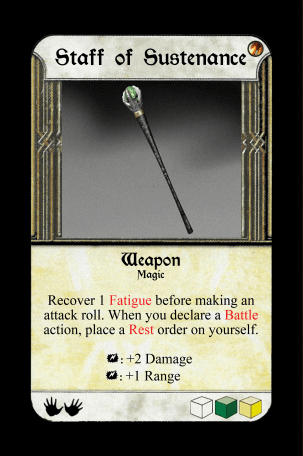 Staff of Sustenance
Weapon
Magic
Recover 1 Fatigue before making an
attack roll. When you declare a Battle
action, place a Rest order on yourself.
: +2 Damage
: +1 Range